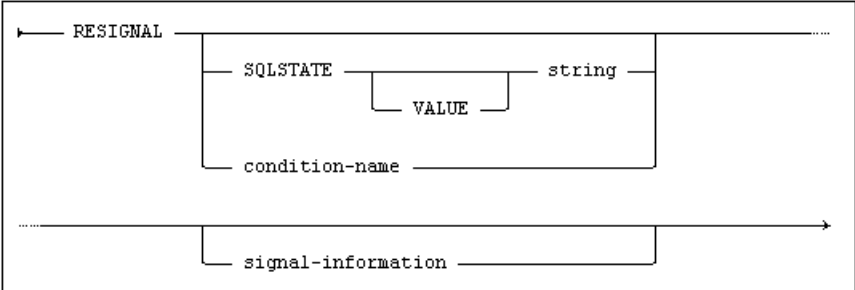 RESIGNAL
SQLSTATE string
VALUE
condition-name
signal-information